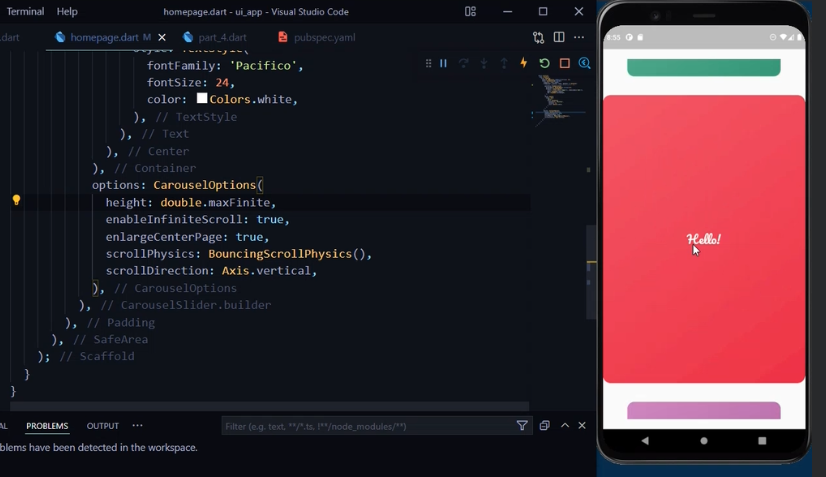 Terminal Help homepage.dart - ui_app - Visual Studio Code
.dart homepage.dart M part_4.dart pubspec.yaml
style: TextStyle(
fontFamily: 'Pacifico',
fontSize: 24,
color: Colors.white,
), // TextStyle
), // Text
), // Center
), // Container
options: CarouselOptions(
height: double.maxFinite,
enableInfiniteScroll: true,
enlargeCenterPage: true,
scrollPhysics: BouncingScrollPhysics(),
scrollDirection: Axis.vertical,
), // CarouselOptions
), // CarouselSlider.builder
), // Padding
), // SafeArea
); // Scaffold
}
}
AL PROBLEMS OUTPUT ··· Filter (e.g. text, **/*.ts, !**/node_modules/**)
blems have been detected in the workspace.
8:55
Hello!